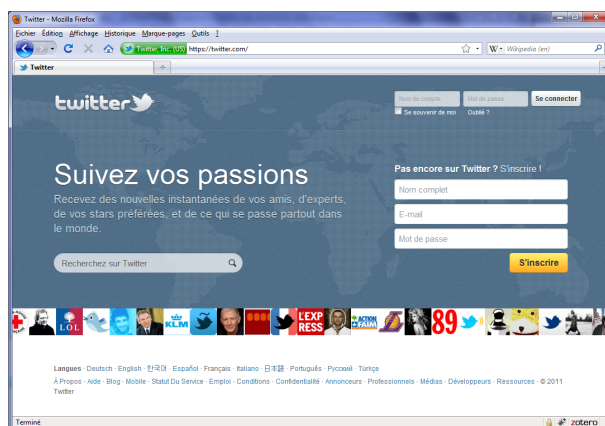 Twitter - Mozilla Firefox
Fichier Édition Affichage Historique Marque-pages Outils ?
Twitter, Inc. (US) https://twitter.com/
W Wikipedia (en)
Twitter
twitter
Nom de compte Mot de passe Se connecter
Se souvenir de moi Oublié ?
Suivez vos passions
Recevez des nouvelles instantanées de vos amis, d'experts,
de vos stars préférées, et de ce qui se passe partout dans
le monde.
Recherchez sur Twitter
Pas encore sur Twitter ? S'inscrire !
Nom complet
E-mail
Mot de passe
S'inscrire
LOL KLM L'EXPRESS ACTION FAIM 89
Langues · Deutsch · English · 한국어 · Español · Français · Italiano · 日本語 · Português · Русский · Türkçe
À Propos · Aide · Blog · Mobile · Statut Du Service · Emploi · Conditions · Confidentialité · Annonceurs · Professionnels · Médias · Développeurs · Ressources · © 2011
Twitter
Terminé
zotero